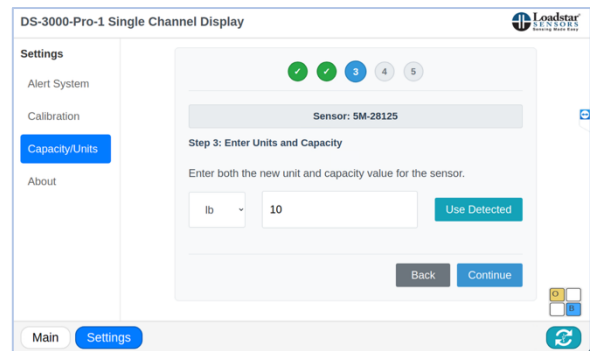 DS-3000-Pro-1 Single Channel Display
Loadstar
SENSORS
Sensing Made Easy
Settings
Alert System
Calibration
Capacity/Units
About
3 4 5
Sensor: 5M-28125
Step 3: Enter Units and Capacity
Enter both the new unit and capacity value for the sensor.
lb 10 Use Detected
Back Continue
O
B
Main Settings